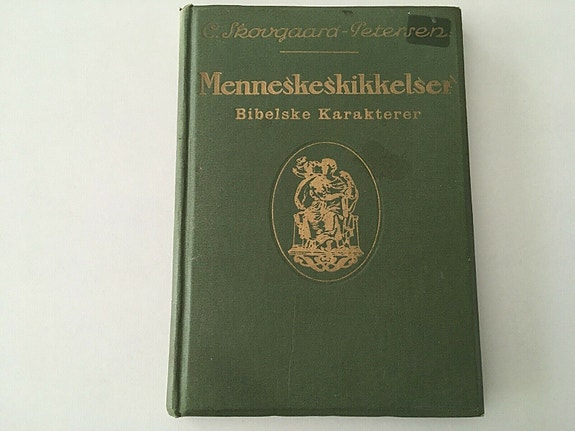 C. Skovgaard-Petersen
Menneskeskikkelser
Bibelske Karakterer